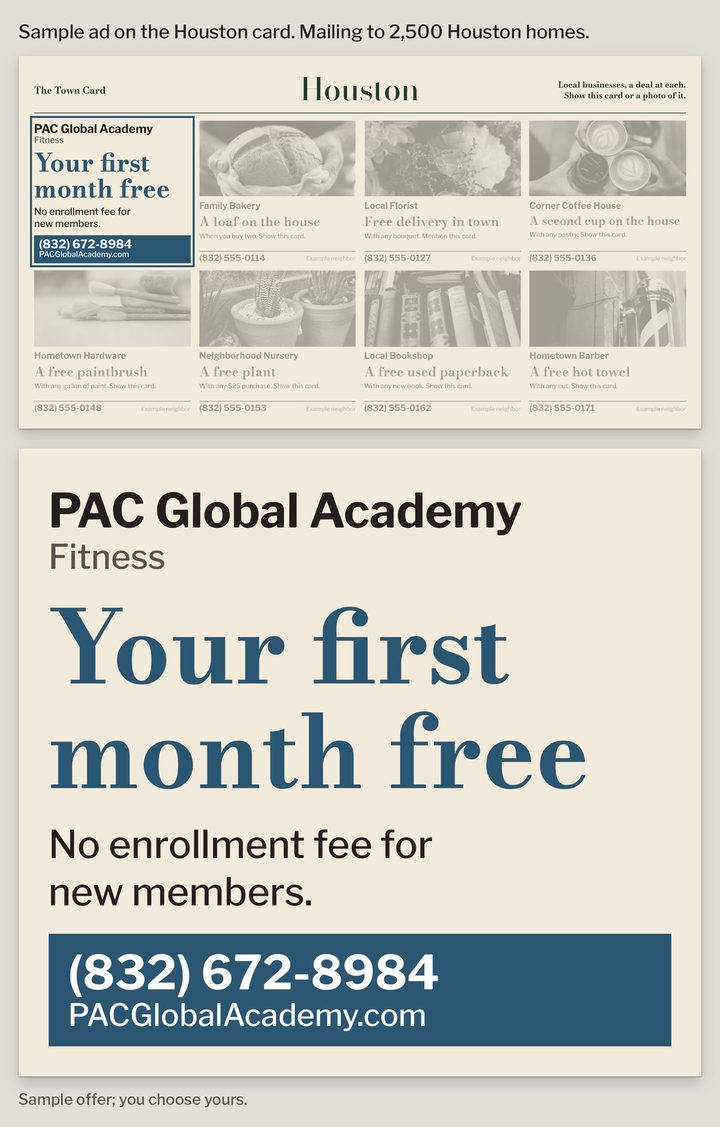 Sample ad on the Houston card. Mailing to 2,500 Houston homes.
The Town Card
Houston
Local businesses, a deal at each.
Show this card or a photo of it.
PAC Global Academy
Fitness
Your first
month free
No enrollment fee for
new members.
(832) 672-8984
PACGlobalAcademy.com
Family Bakery
A loaf on the house
When you buy two. Show this card.
(832) 555-0114
Example neighbor
Local Florist
Free delivery in town
With any bouquet. Mention this card.
(832) 555-0127
Example neighbor
Corner Coffee House
A second cup on the house
With any pastry. Show this card.
(832) 555-0136
Example neighbor
Hometown Hardware
A free paintbrush
With any gallon of paint. Show this card.
(832) 555-0148
Example neighbor
Neighborhood Nursery
A free plant
With any $25 purchase. Show this card.
(832) 555-0153
Example neighbor
Local Bookshop
A free used paperback
With any new book. Show this card.
(832) 555-0162
Example neighbor
Hometown Barber
A free hot towel
With any cut. Show this card.
(832) 555-0171
Example neighbor
PAC Global Academy
Fitness
Your first
month free
No enrollment fee for
new members.
(832) 672-8984
PACGlobalAcademy.com
Sample offer; you choose yours.